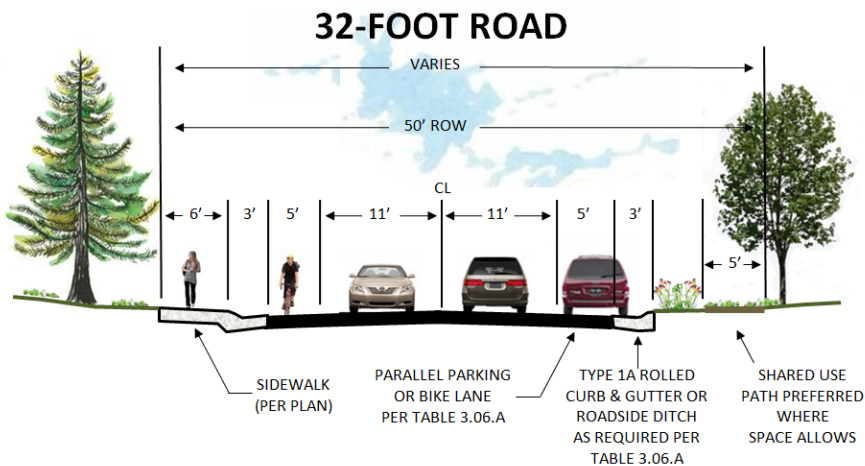 32-FOOT ROAD
VARIES
50’ ROW
CL
6’ 3’ 5’ 11’ 11’ 5’ 3’
5’
SIDEWALK
(PER PLAN)
PARALLEL PARKING
OR BIKE LANE
PER TABLE 3.06.A
TYPE 1A ROLLED
CURB & GUTTER OR
ROADSIDE DITCH
AS REQUIRED PER
TABLE 3.06.A
SHARED USE
PATH PREFERRED
WHERE
SPACE ALLOWS